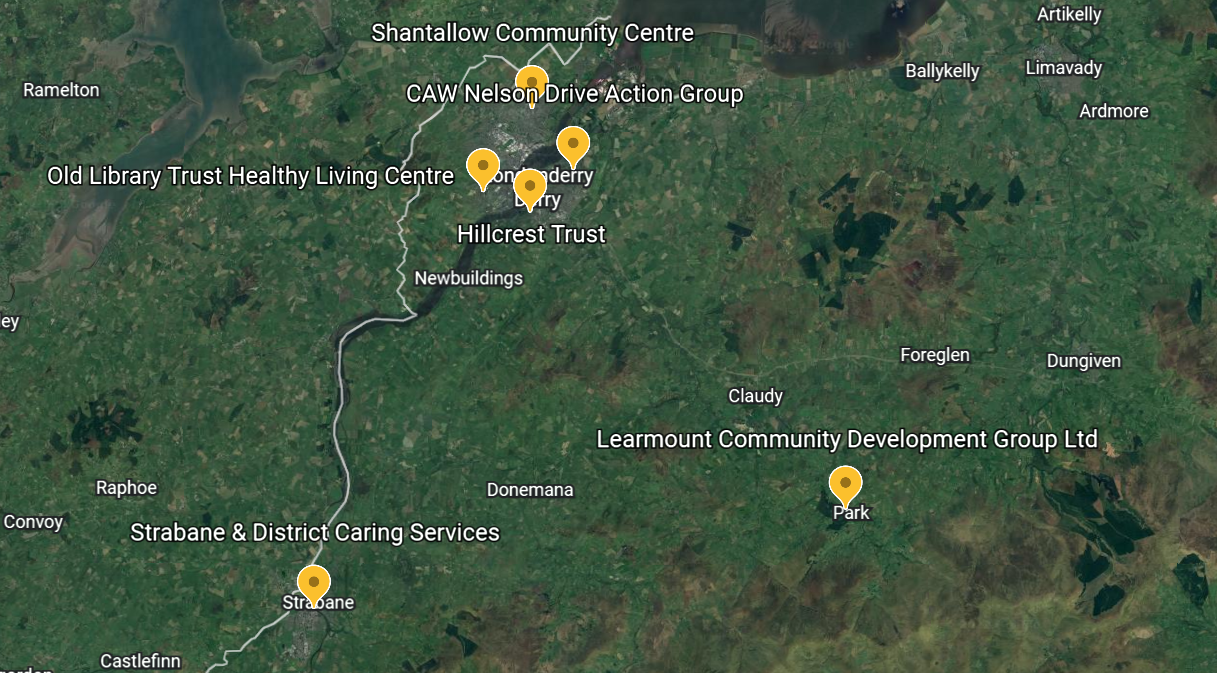 Artikelly
Shantallow Community Centre
Ballykelly
Limavady
Ramelton
CAW Nelson Drive Action Group
Ardmore
Old Library Trust Healthy Living Centre
Hillcrest Trust
Newbuildings
Foreglen
Dungiven
Claudy
Learmount Community Development Group Ltd
Raphoe
Donemana
Park
Convoy
Strabane & District Caring Services
Strabane
Castlefinn